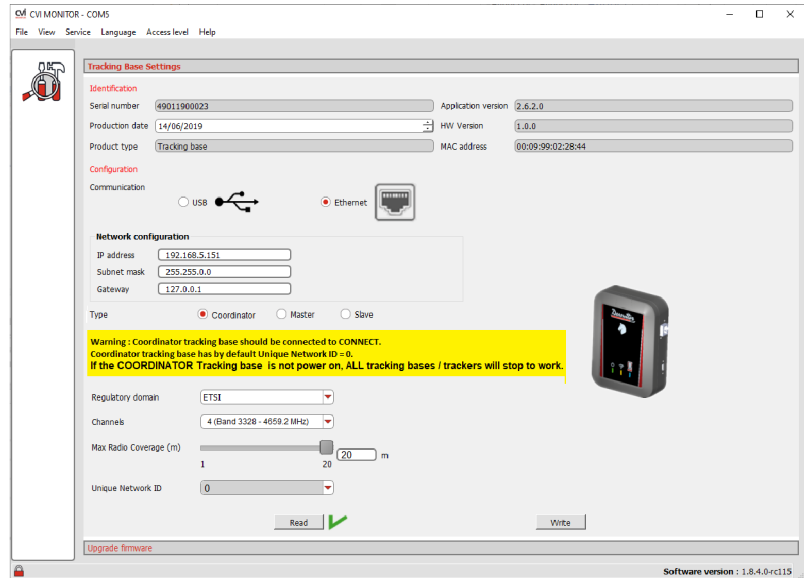 CVI MONITOR - COM5
File View Service Language Access level Help
Tracking Base Settings
Identification
Serial number 49011900023 Application version 2.6.2.0
Production date 14/06/2019 HW Version 1.0.0
Product type Tracking base MAC address 00:09:99:02:28:44
Configuration
Communication
USB Ethernet
Network configuration
IP address 192.168.5.151
Subnet mask 255.255.0.0
Gateway 127.0.0.1
Type Coordinator Master Slave
Warning : Coordinator tracking base should be connected to CONNECT.
Coordinator tracking base has by default Unique Network ID = 0.
If the COORDINATOR Tracking base is not power on, ALL tracking bases / trackers will stop to work.
Regulatory domain ETSI
Channels 4 (Band 3328 - 4659.2 MHz)
Max Radio Coverage (m) 20 m
1 20
Unique Network ID 0
Read Write
Upgrade firmware
Software version : 1.8.4.0-rc115